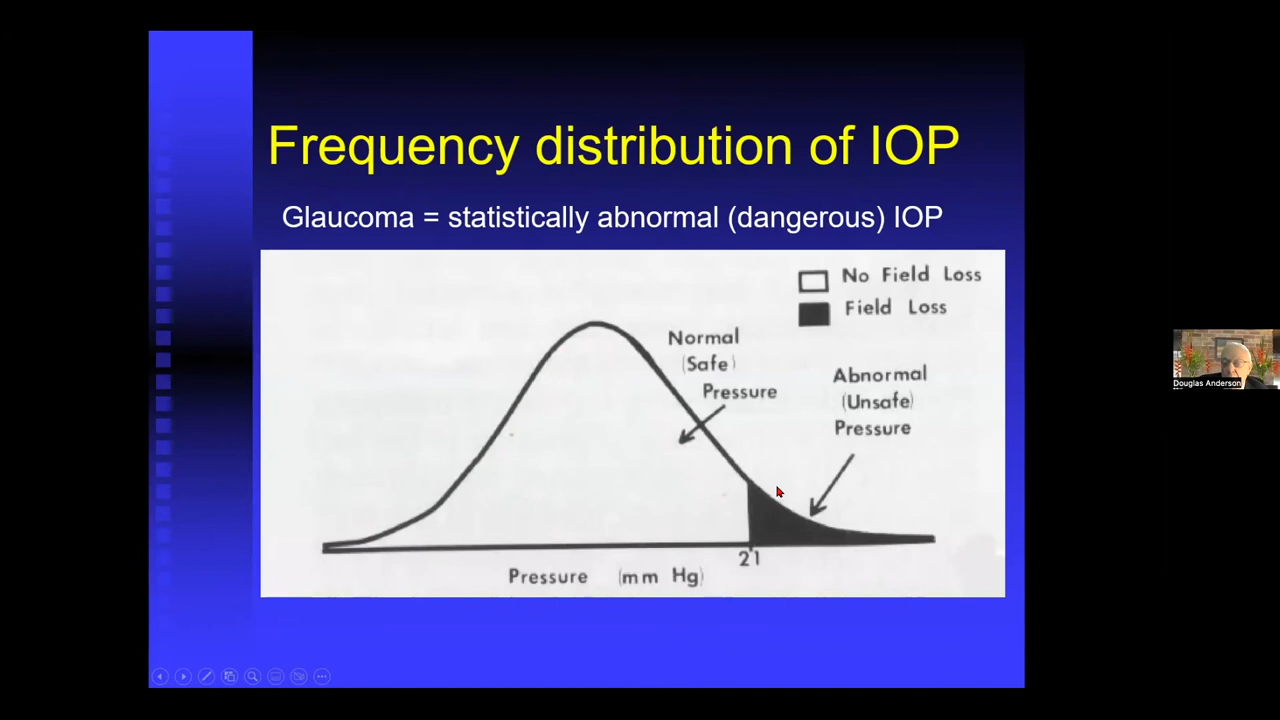 Frequency distribution of IOP
Glaucoma = statistically abnormal (dangerous) IOP
No Field Loss
Field Loss
Normal
(Safe)
Pressure
Abnormal
(Unsafe)
Pressure
21
Pressure (mm Hg)
Douglas Anderson